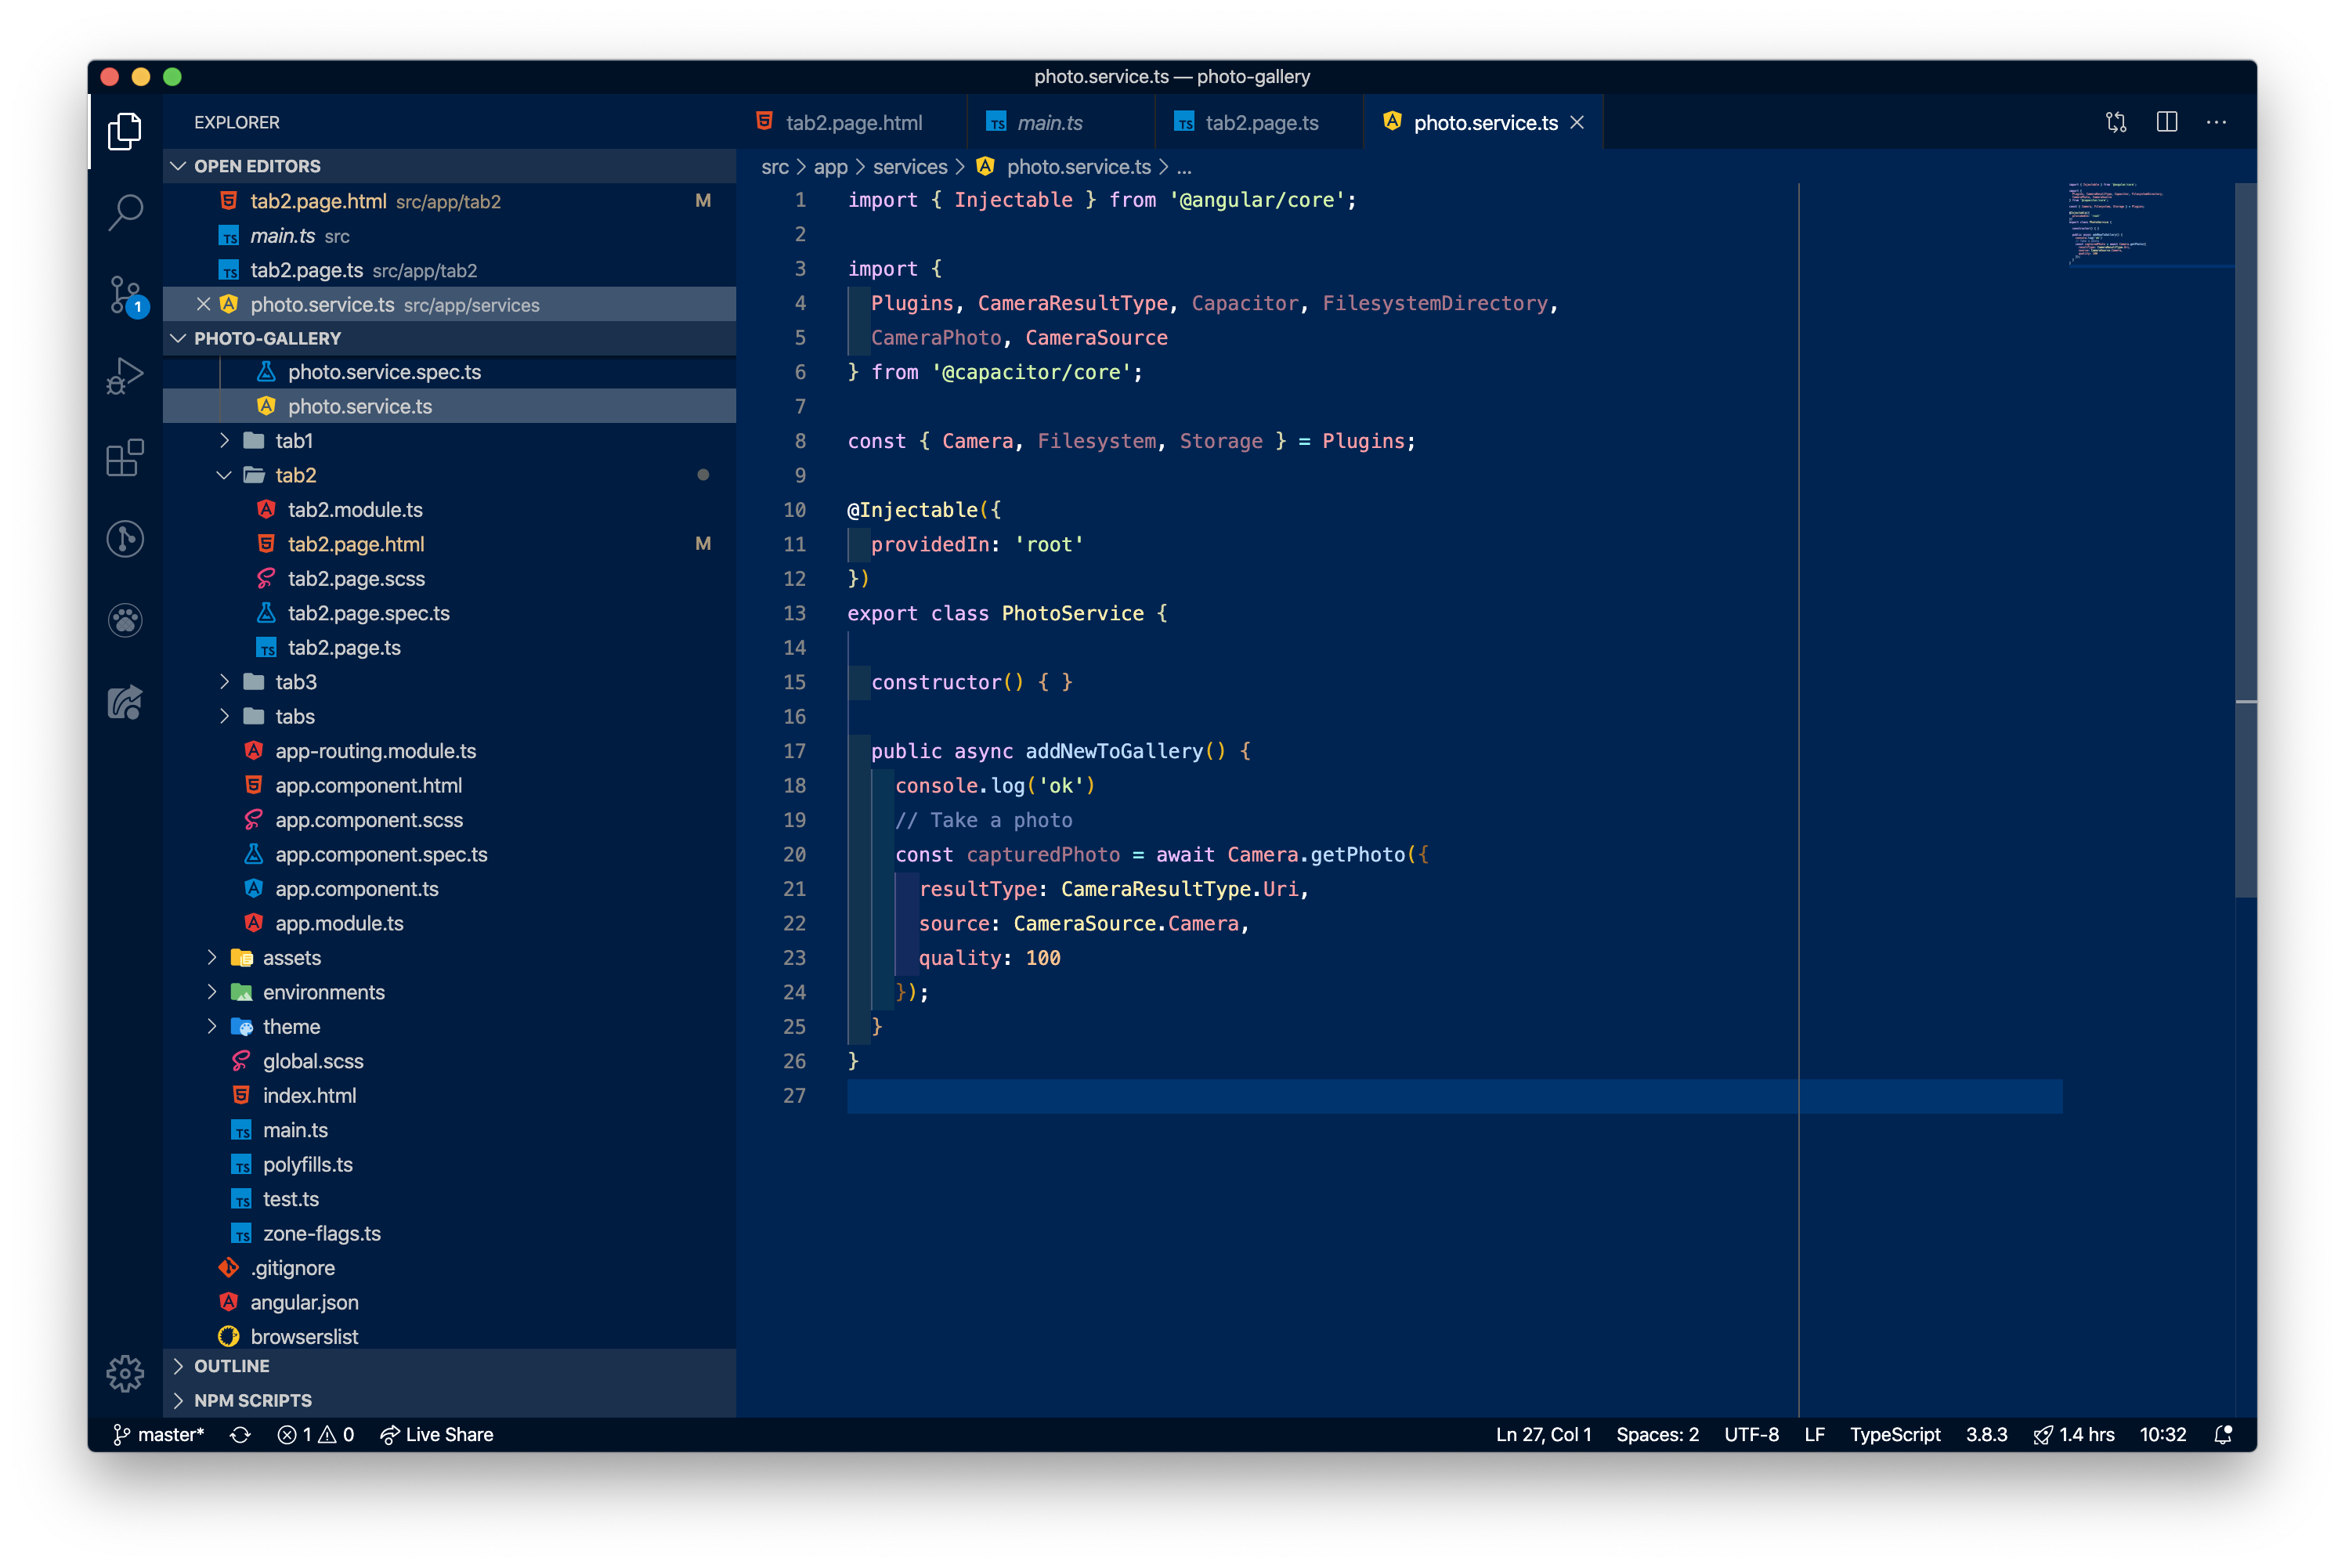 photo.service.ts — photo-gallery
EXPLORER
OPEN EDITORS
tab2.page.html src/app/tab2 M
main.ts src
tab2.page.ts src/app/tab2
photo.service.ts src/app/services
PHOTO-GALLERY
photo.service.spec.ts
photo.service.ts
tab1
tab2
tab2.module.ts
tab2.page.html M
tab2.page.scss
tab2.page.spec.ts
tab2.page.ts
tab3
tabs
app-routing.module.ts
app.component.html
app.component.scss
app.component.spec.ts
app.component.ts
app.module.ts
assets
environments
theme
global.scss
index.html
main.ts
polyfills.ts
test.ts
zone-flags.ts
.gitignore
angular.json
browserslist
OUTLINE
NPM SCRIPTS
1
tab2.page.html main.ts tab2.page.ts photo.service.ts
src > app > services > photo.service.ts > ...
1 import { Injectable } from '@angular/core';
2
3 import {
4 Plugins, CameraResultType, Capacitor, FilesystemDirectory,
5 CameraPhoto, CameraSource
6 } from '@capacitor/core';
7
8 const { Camera, Filesystem, Storage } = Plugins;
9
10 @Injectable({
11 providedIn: 'root'
12 })
13 export class PhotoService {
14
15 constructor() { }
16
17 public async addNewToGallery() {
18 console.log('ok')
19 // Take a photo
20 const capturedPhoto = await Camera.getPhoto({
21 resultType: CameraResultType.Uri,
22 source: CameraSource.Camera,
23 quality: 100
24 });
25 }
26 }
27
master* 1 0 Live Share Ln 27, Col 1 Spaces: 2 UTF-8 LF TypeScript 3.8.3 1.4 hrs 10:32